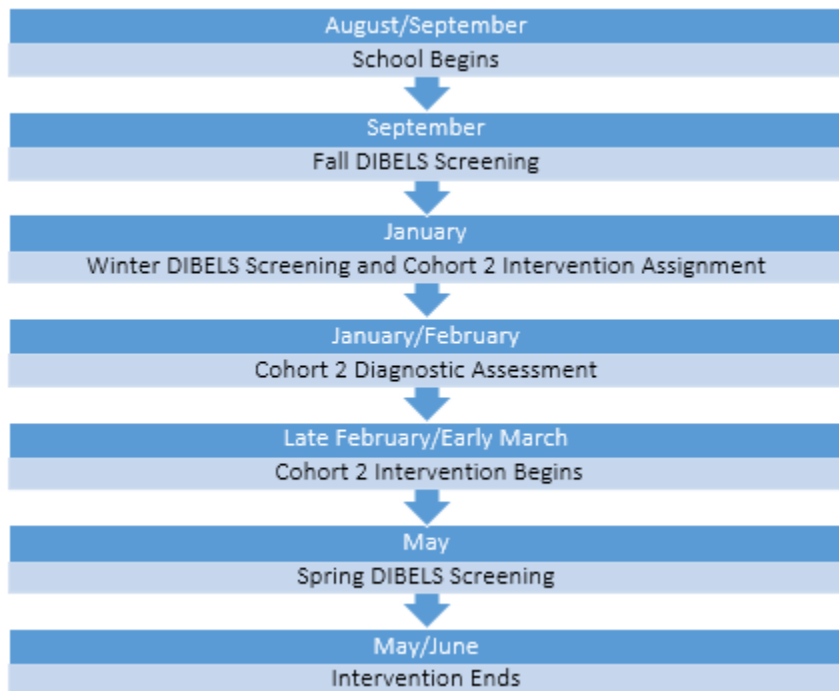 August/September
School Begins
September
Fall DIBELS Screening
January
Winter DIBELS Screening and Cohort 2 Intervention Assignment
January/February
Cohort 2 Diagnostic Assessment
Late February/Early March
Cohort 2 Intervention Begins
May
Spring DIBELS Screening
May/June
Intervention Ends